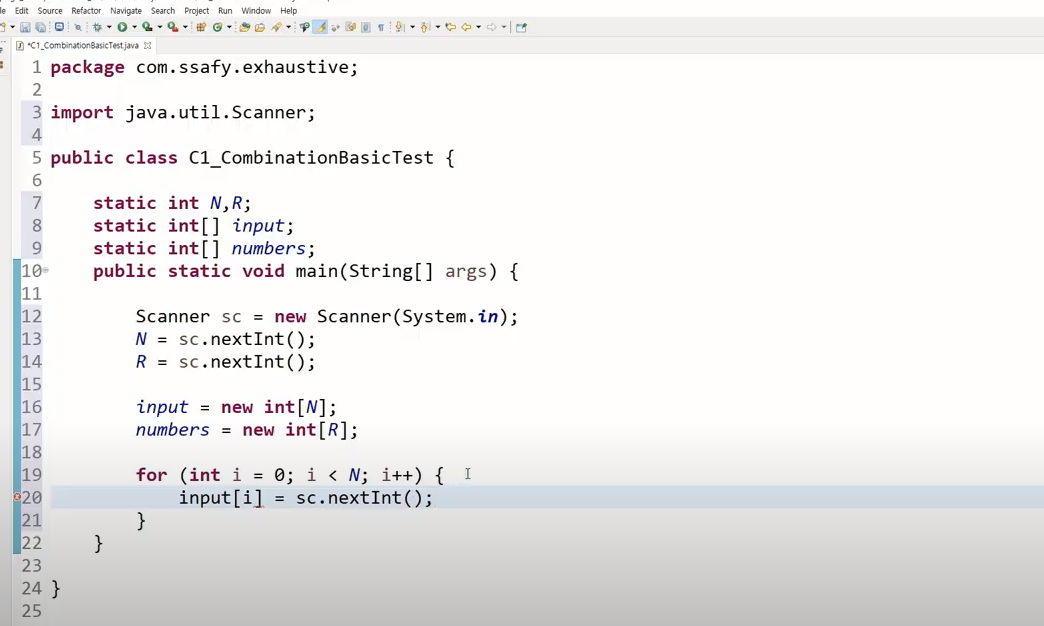 le Edit Source Refactor Navigate Search Project Run Window Help
*C1_CombinationBasicTest.java
1 package com.ssafy.exhaustive;
2
3 import java.util.Scanner;
4
5 public class C1_CombinationBasicTest {
6
7 static int N,R;
8 static int[] input;
9 static int[] numbers;
10 public static void main(String[] args) {
11
12 Scanner sc = new Scanner(System.in);
13 N = sc.nextInt();
14 R = sc.nextInt();
15
16 input = new int[N];
17 numbers = new int[R];
18
19 for (int i = 0; i < N; i++) {
20 input[i] = sc.nextInt();
21 }
22 }
23
24 }
25